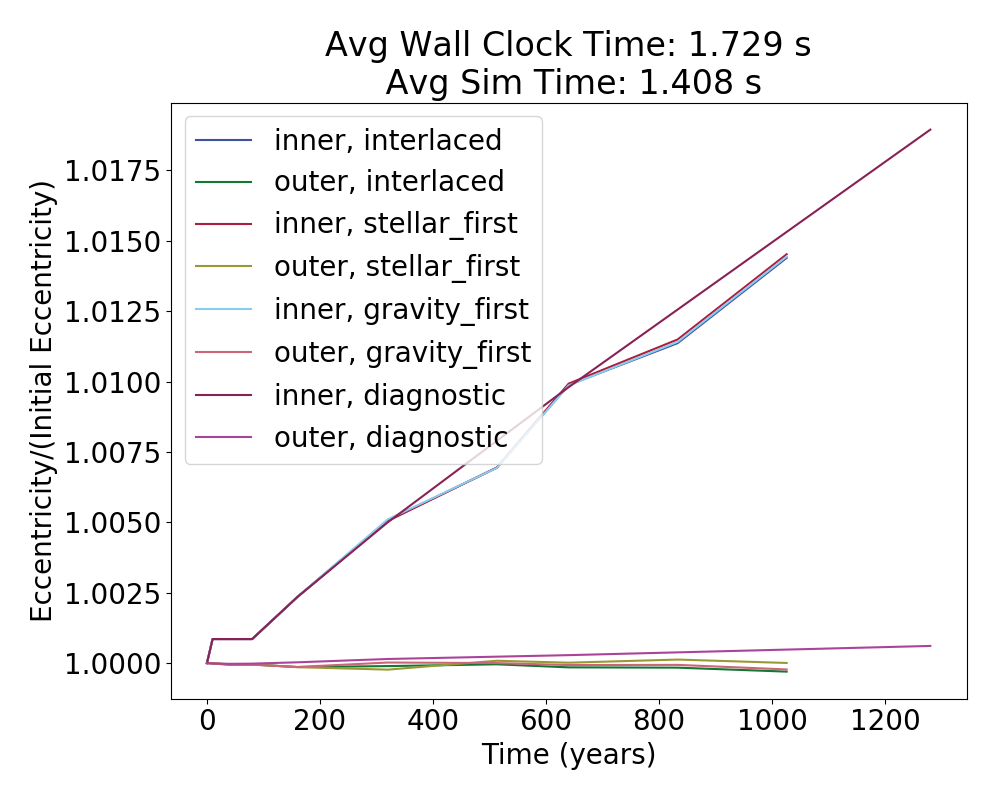 Avg Wall Clock Time: 1.729 s
Avg Sim Time: 1.408 s
inner, interlaced
outer, interlaced
inner, stellar_first
outer, stellar_first
inner, gravity_first
outer, gravity_first
inner, diagnostic
outer, diagnostic
Eccentricity/(Initial Eccentricity)
1.0175
1.0150
1.0125
1.0100
1.0075
1.0050
1.0025
1.0000
0 200 400 600 800 1000 1200
Time (years)